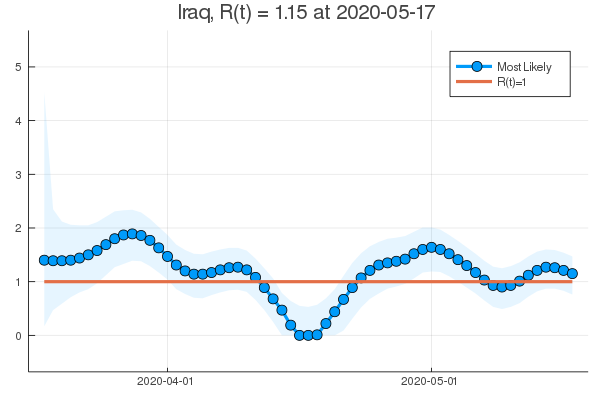 Iraq, R(t) = 1.15 at 2020-05-17
Most Likely
R(t)=1
5
4
3
2
1
0
2020-04-01
2020-05-01